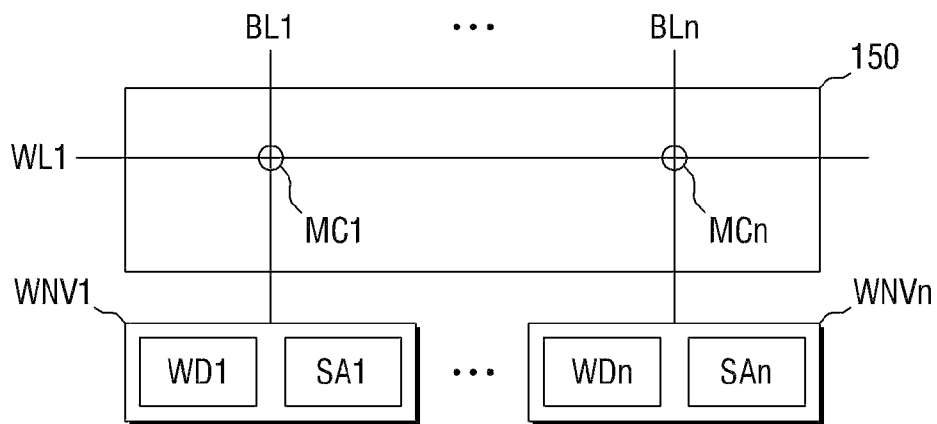 BL1 ••• BLn
150
WL1
MC1 MCn
WNV1 WNVn
WD1 SA1 ••• WDn SAn